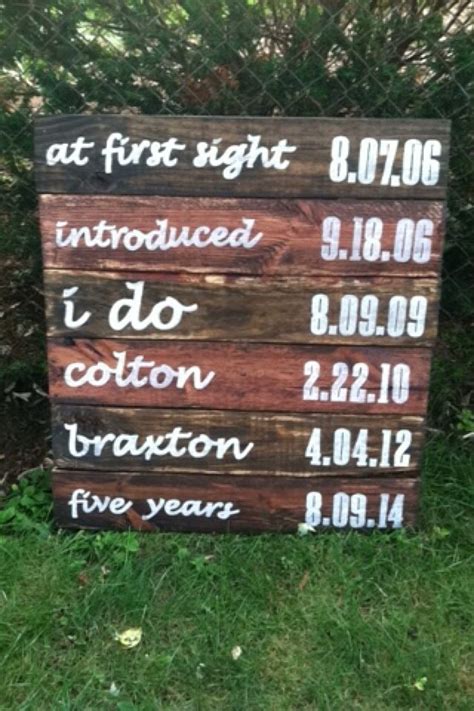 at first sight 8.07.06
introduced 9.18.06
i do 8.09.09
colton 2.22.10
braxton 4.04.12
five years 8.09.14